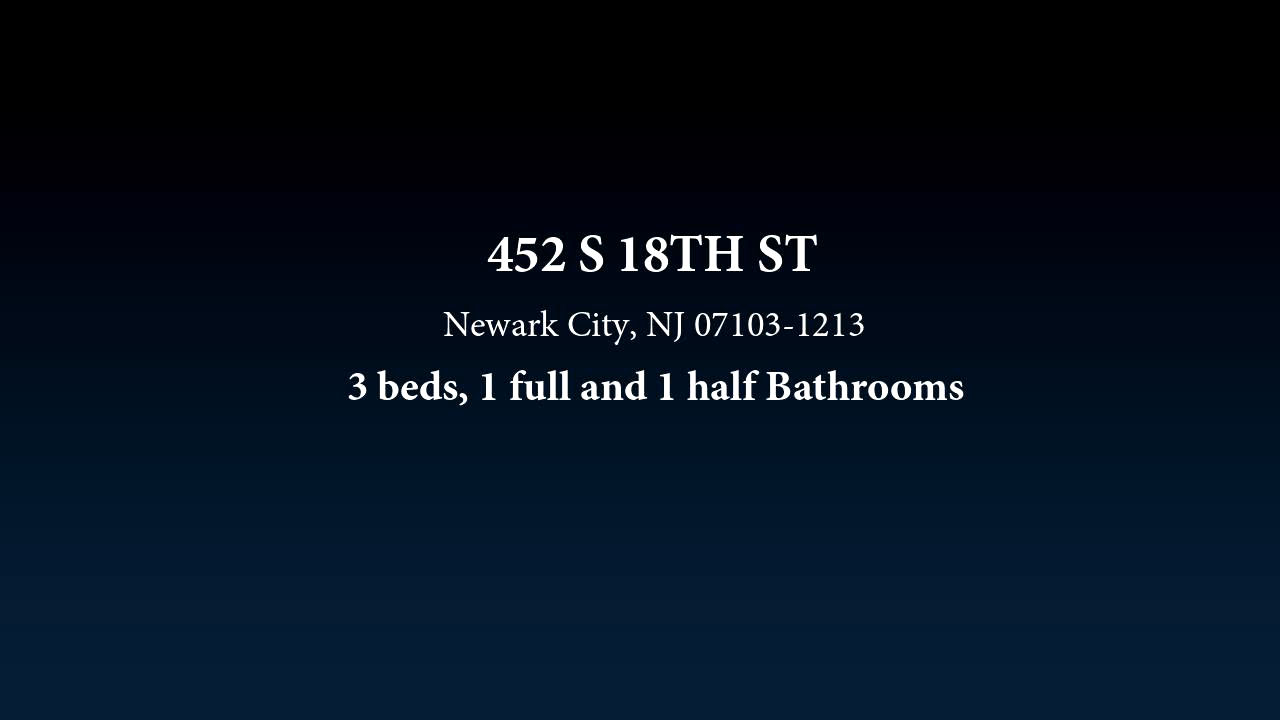 452 S 18TH ST
Newark City, NJ 07103-1213
3 beds, 1 full and 1 half Bathrooms